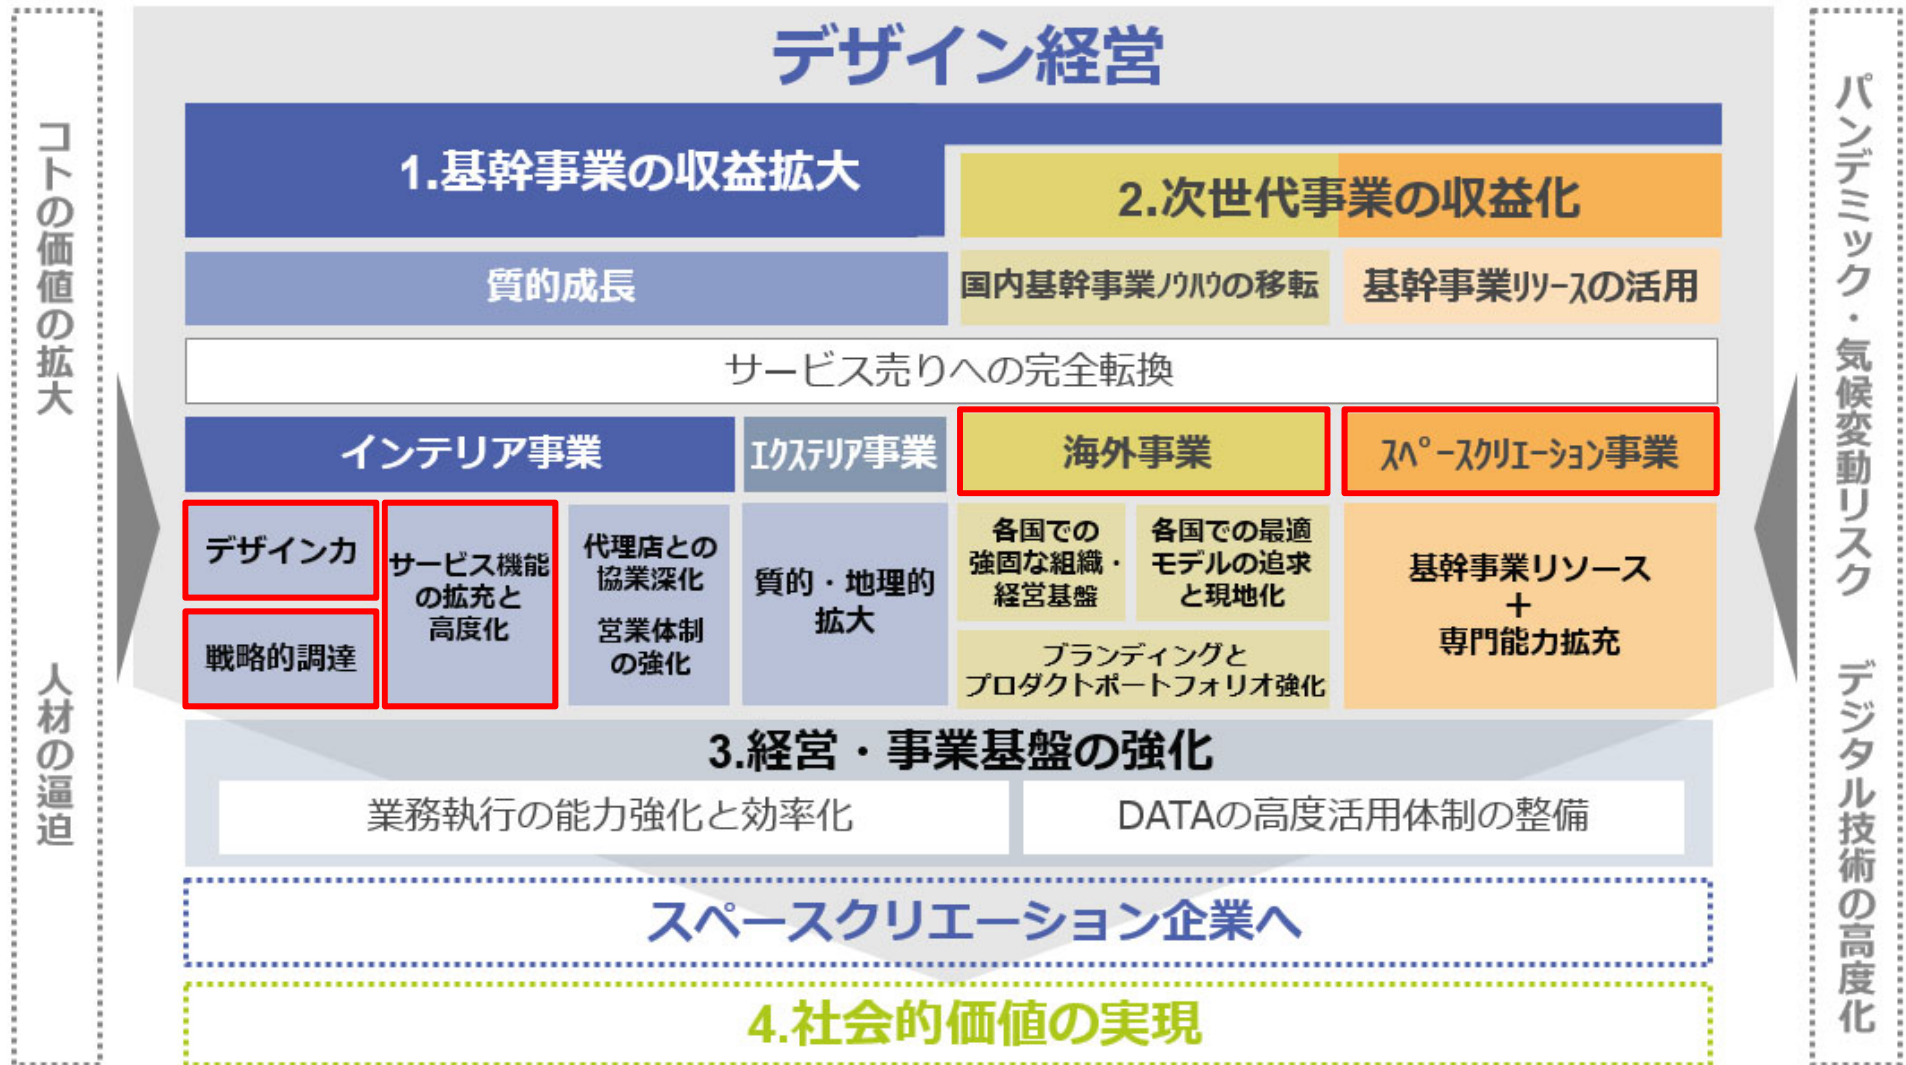 デザイン経営
コトの価値の拡大
人材の逼迫
1.基幹事業の収益拡大
2.次世代事業の収益化
質的成長
国内基幹事業ﾉｳﾊｳの移転
基幹事業ﾘｿｰｽの活用
サービス売りへの完全転換
インテリア事業
ｴｸｽﾃﾘｱ事業
海外事業
ｽﾍﾟｰｽｸﾘｴｰｼｮﾝ事業
デザイン力
戦略的調達
サービス機能
の拡充と
高度化
代理店との
協業深化
営業体制
の強化
質的・地理的
拡大
各国での
強固な組織・
経営基盤
各国での最適
モデルの追求
と現地化
ブランディングと
プロダクトポートフォリオ強化
基幹事業リソース
＋
専門能力拡充
3.経営・事業基盤の強化
業務執行の能力強化と効率化
DATAの高度活用体制の整備
スペースクリエーション企業へ
4.社会的価値の実現
パンデミック・気候変動リスク
デジタル技術の高度化